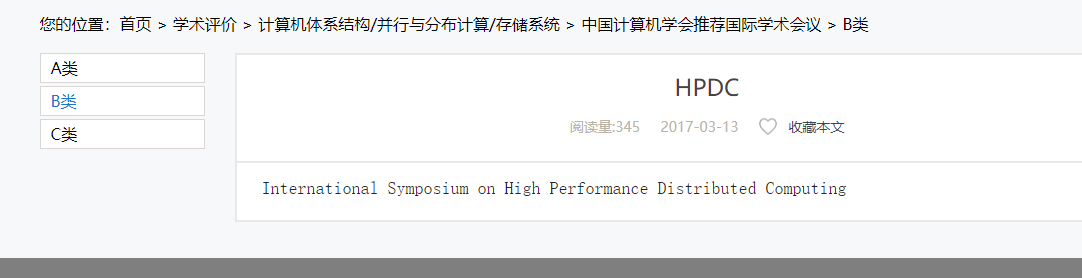 您的位置：首页 > 学术评价 > 计算机体系结构/并行与分布计算/存储系统 > 中国计算机学会推荐国际学术会议 > B类
A类
B类
C类
HPDC
阅读量:345 2017-03-13 收藏本文
International Symposium on High Performance Distributed Computing